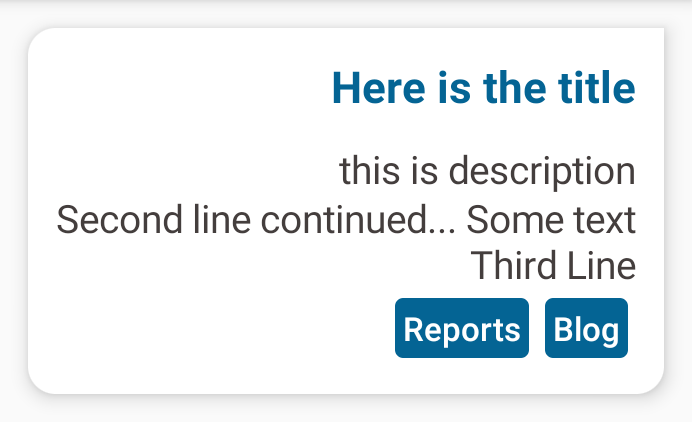 Here is the title
this is description
Second line continued... Some text
Third Line
Reports Blog